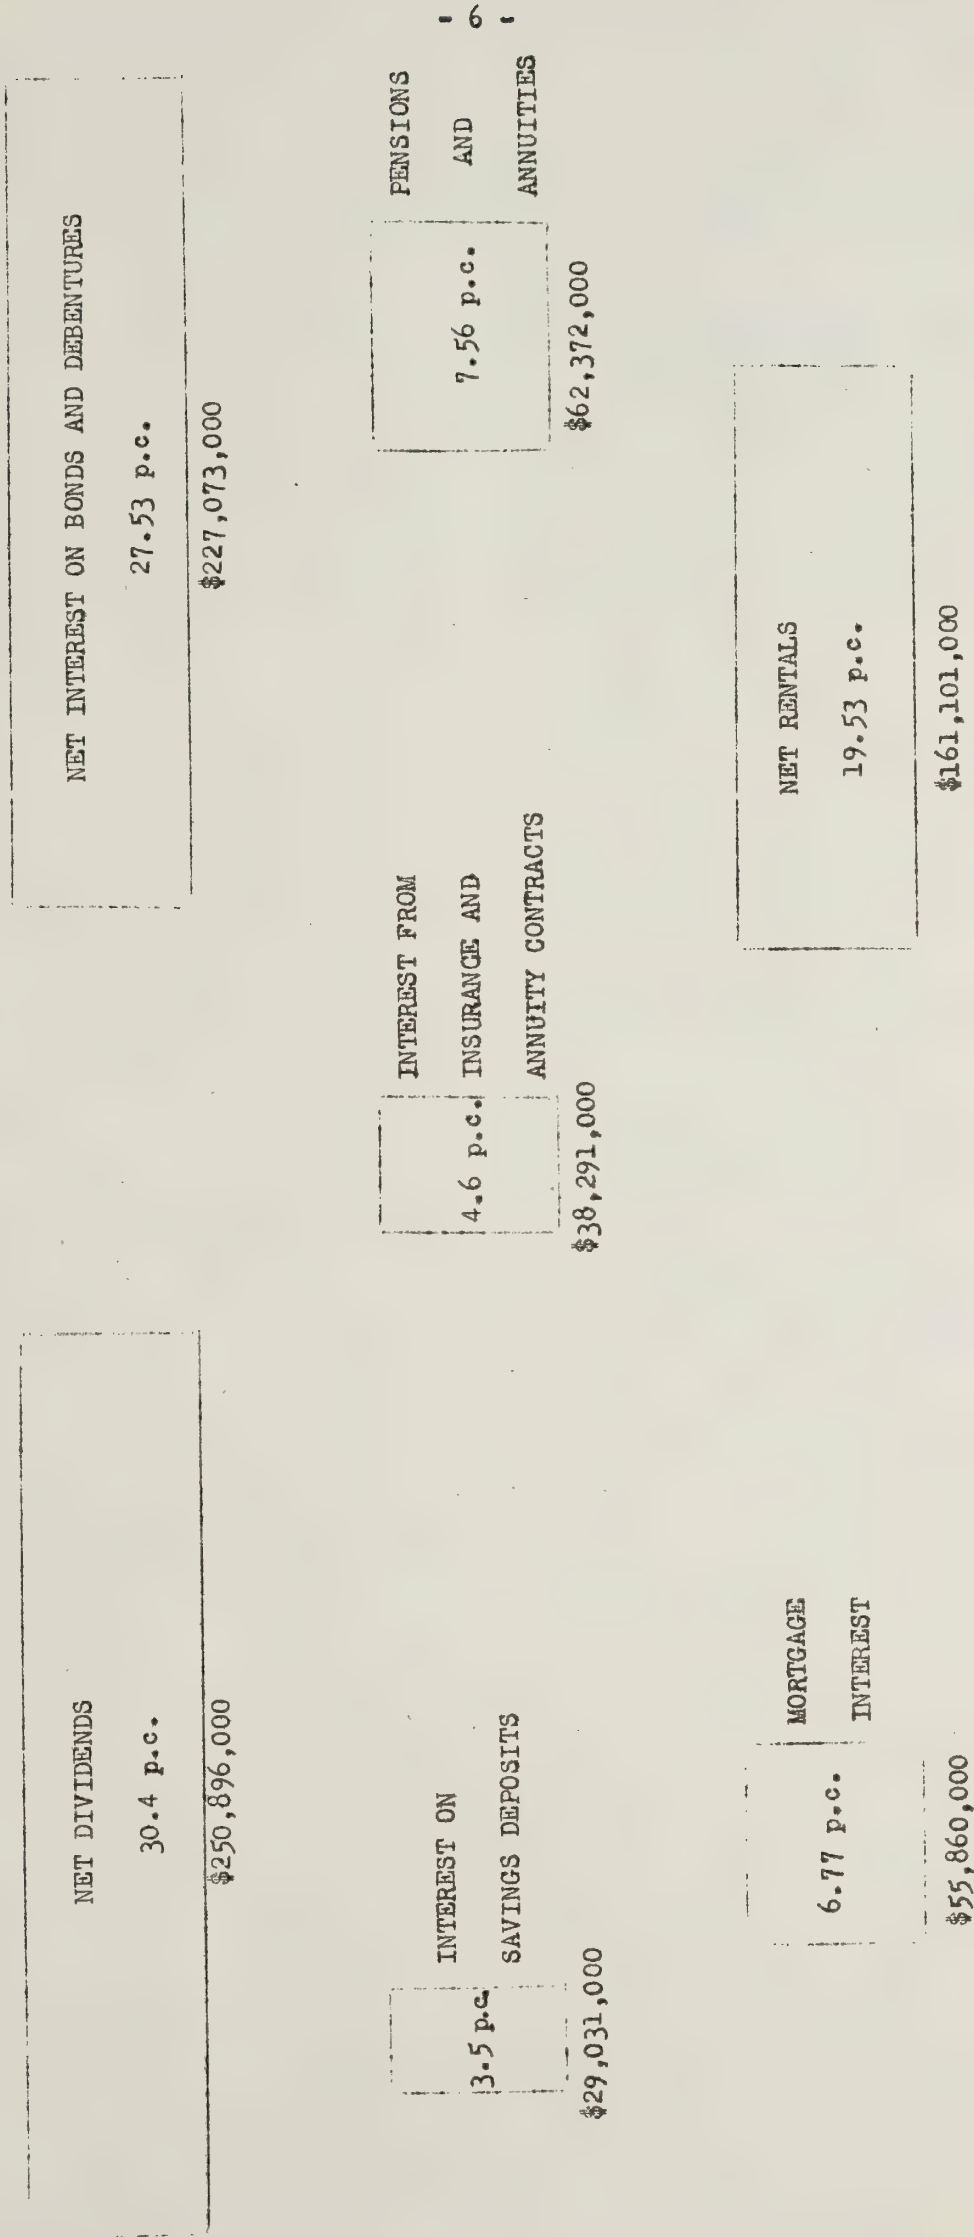 - 6 -
NET DIVIDENDS
30.4 p.c.
$250,896,000
NET INTEREST ON BONDS AND DEBENTURES
27.53 p.c.
$227,073,000
INTEREST ON
SAVINGS DEPOSITS
3.5 p.c.
$29,031,000
INTEREST FROM
4.6 p.c. INSURANCE AND
ANNUITY CONTRACTS
$38,291,000
PENSIONS
7.56 p.c. AND
ANNUITIES
$62,372,000
MORTGAGE
6.77 p.c.
INTEREST
$55,860,000
NET RENTALS
19.53 p.c.
$161,101,000